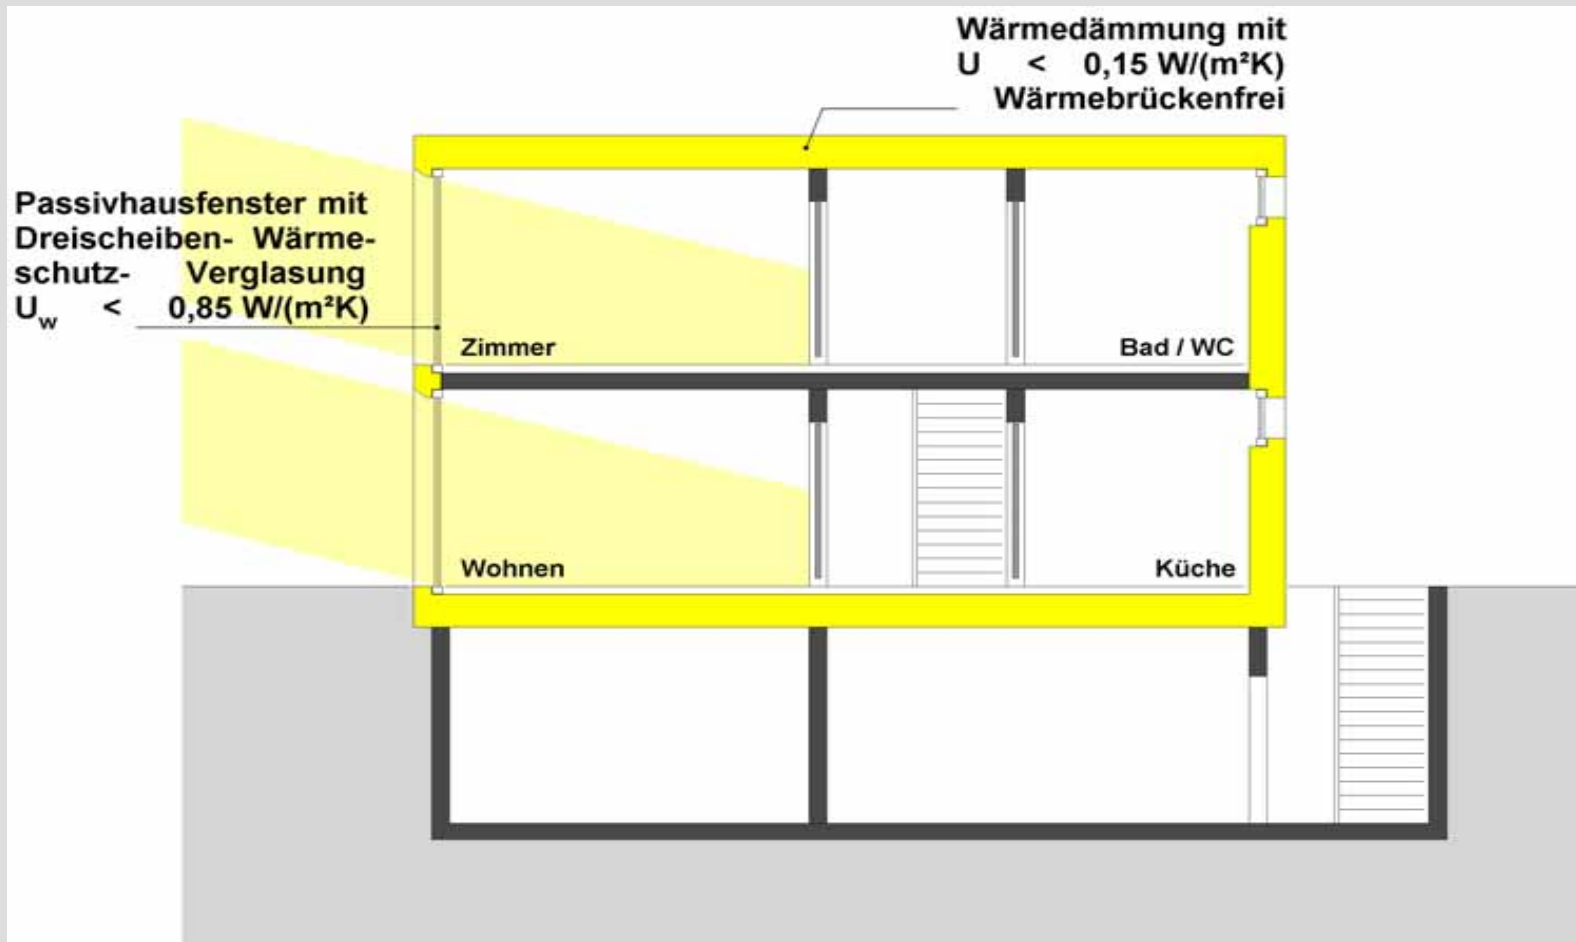 Wärmedämmung mit
U < 0,15 W/(m²K)
Wärmebrückenfrei
Passivhausfenster mit
Dreischeiben- Wärme-
schutz- Verglasung
U_w < 0,85 W/(m²K)
Zimmer
Bad / WC
Wohnen
Küche